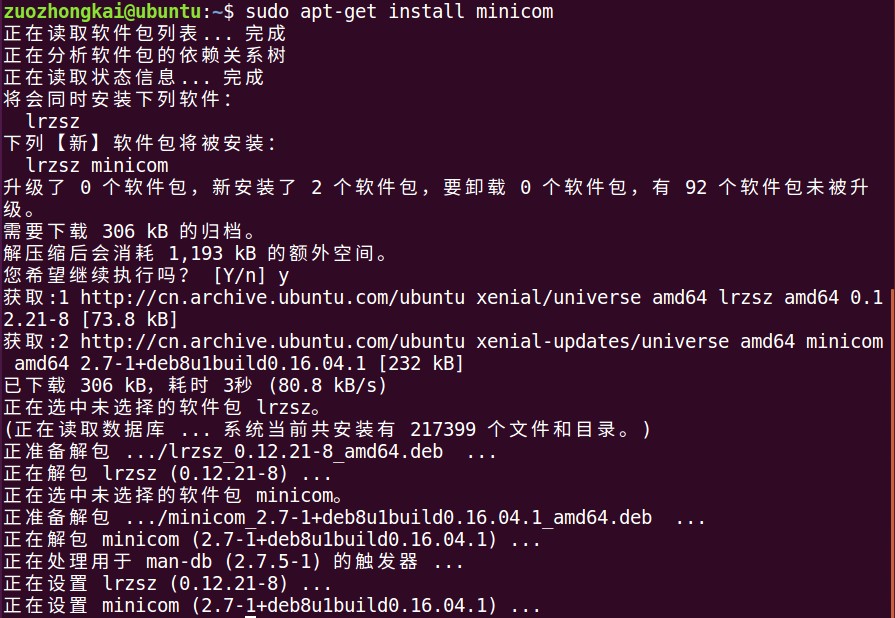 zuozhongkai@ubuntu:~$ sudo apt-get install minicom
正在读取软件包列表... 完成
正在分析软件包的依赖关系树
正在读取状态信息... 完成
将会同时安装下列软件：
  lrzsz
下列【新】软件包将被安装：
  lrzsz minicom
升级了 0 个软件包，新安装了 2 个软件包，要卸载 0 个软件包，有 92 个软件包未被升
级。
需要下载 306 kB 的归档。
解压缩后会消耗 1,193 kB 的额外空间。
您希望继续执行吗？ [Y/n] y
获取:1 http://cn.archive.ubuntu.com/ubuntu xenial/universe amd64 lrzsz amd64 0.1
2.21-8 [73.8 kB]
获取:2 http://cn.archive.ubuntu.com/ubuntu xenial-updates/universe amd64 minicom
 amd64 2.7-1+deb8u1build0.16.04.1 [232 kB]
已下载 306 kB，耗时 3秒 (80.8 kB/s)
正在选中未选择的软件包 lrzsz。
(正在读取数据库 ... 系统当前共安装有 217399 个文件和目录。)
正准备解包 .../lrzsz_0.12.21-8_amd64.deb  ...
正在解包 lrzsz (0.12.21-8) ...
正在选中未选择的软件包 minicom。
正准备解包 .../minicom_2.7-1+deb8u1build0.16.04.1_amd64.deb  ...
正在解包 minicom (2.7-1+deb8u1build0.16.04.1) ...
正在处理用于 man-db (2.7.5-1) 的触发器 ...
正在设置 lrzsz (0.12.21-8) ...
正在设置 minicom (2.7-1+deb8u1build0.16.04.1) ...